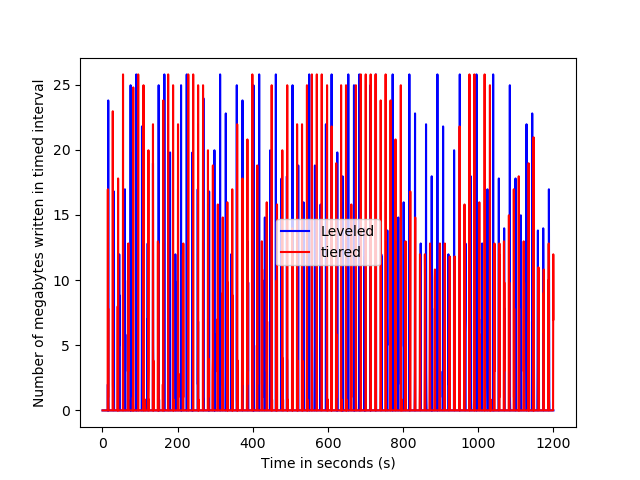 Number of megabytes written in timed interval
25
20
15
10
5
0
Leveled
tiered
0 200 400 600 800 1000 1200
Time in seconds (s)